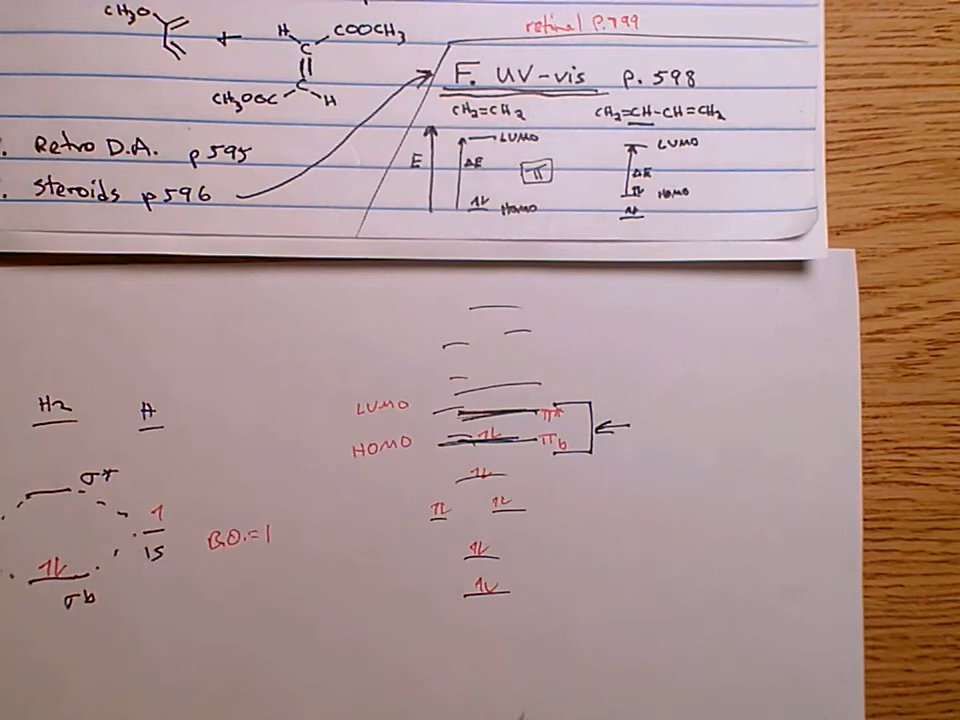 retinal p.799
CH3O
+
H
C
COOCH3
CH3OOC
C
H
F. UV-vis p. 598
CH2=CH2
CH2=CH-CH=CH2
Retro D.A. p 595
Steroids p 596
E
ΔE
LUMO
π
HOMO
LUMO
ΔE
HOMO
H2
H
σ*
1
1S
B.O.=1
σb
LUMO
π*
HOMO
πb